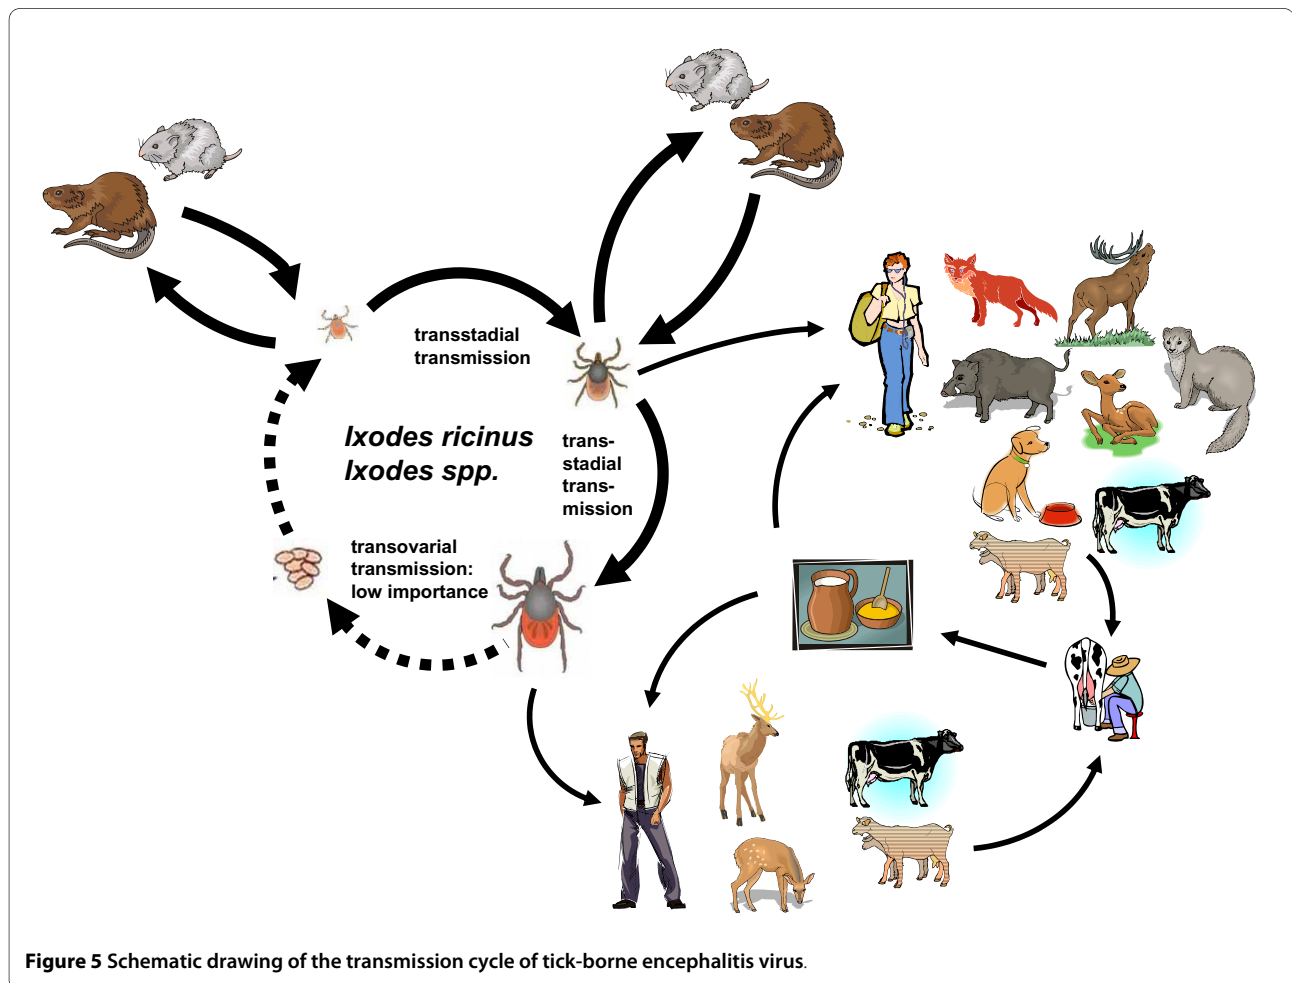 transstadial
transmission
Ixodes ricinus
Ixodes spp.
trans-
stadial
trans-
mission
transovarial
transmission:
low importance
Figure 5 Schematic drawing of the transmission cycle of tick-borne encephalitis virus.